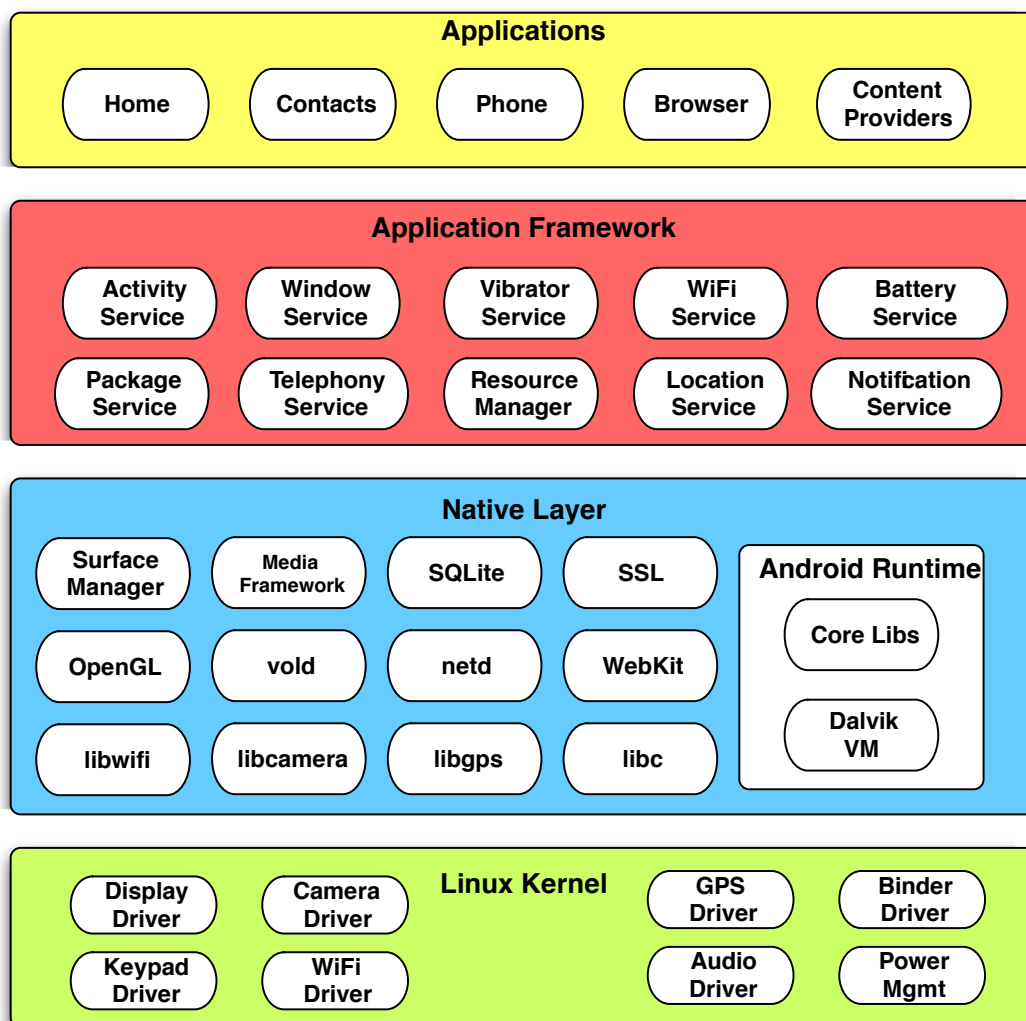 Applications
Home
Contacts
Phone
Browser
Content
Providers
Application Framework
Activity
Service
Window
Service
Vibrator
Service
WiFi
Service
Battery
Service
Package
Service
Telephony
Service
Resource
Manager
Location
Service
Notification
Service
Native Layer
Surface
Manager
Media
Framework
SQLite
SSL
Android Runtime
Core Libs
OpenGL
vold
netd
WebKit
Dalvik
VM
libwifi
libcamera
libgps
libc
Linux Kernel
Display
Driver
Camera
Driver
GPS
Driver
Binder
Driver
Keypad
Driver
WiFi
Driver
Audio
Driver
Power
Mgmt